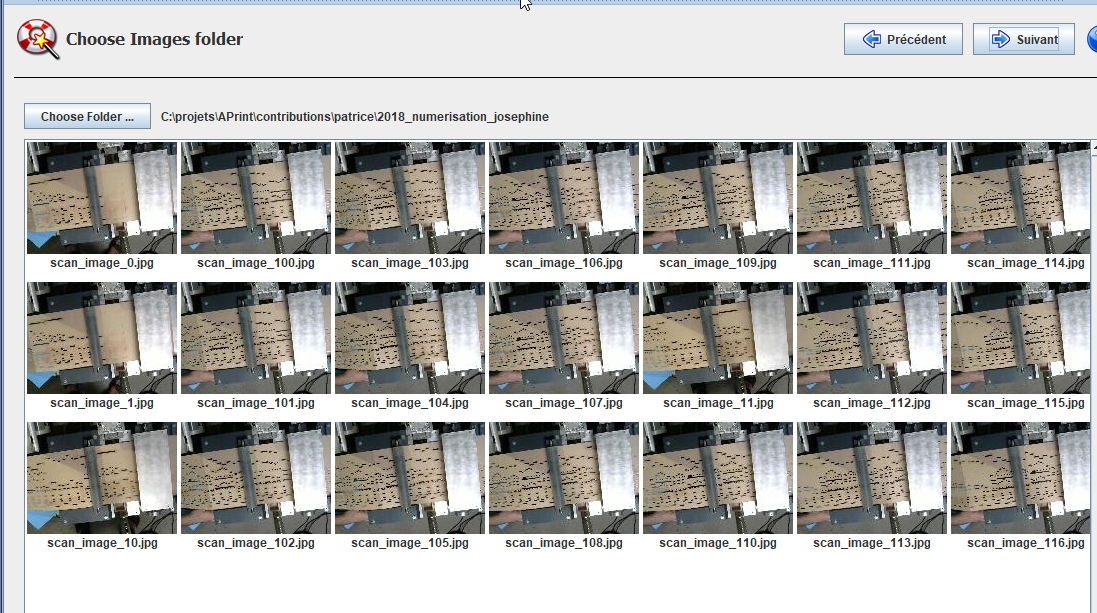 Choose Images folder
Précédent
Suivant
Choose Folder ...
C:\projets\APrint\contributions\patrice\2018_numerisation_josephine
scan_image_0.jpg
scan_image_100.jpg
scan_image_103.jpg
scan_image_106.jpg
scan_image_109.jpg
scan_image_111.jpg
scan_image_114.jpg
scan_image_1.jpg
scan_image_101.jpg
scan_image_104.jpg
scan_image_107.jpg
scan_image_11.jpg
scan_image_112.jpg
scan_image_115.jpg
scan_image_10.jpg
scan_image_102.jpg
scan_image_105.jpg
scan_image_108.jpg
scan_image_110.jpg
scan_image_113.jpg
scan_image_116.jpg